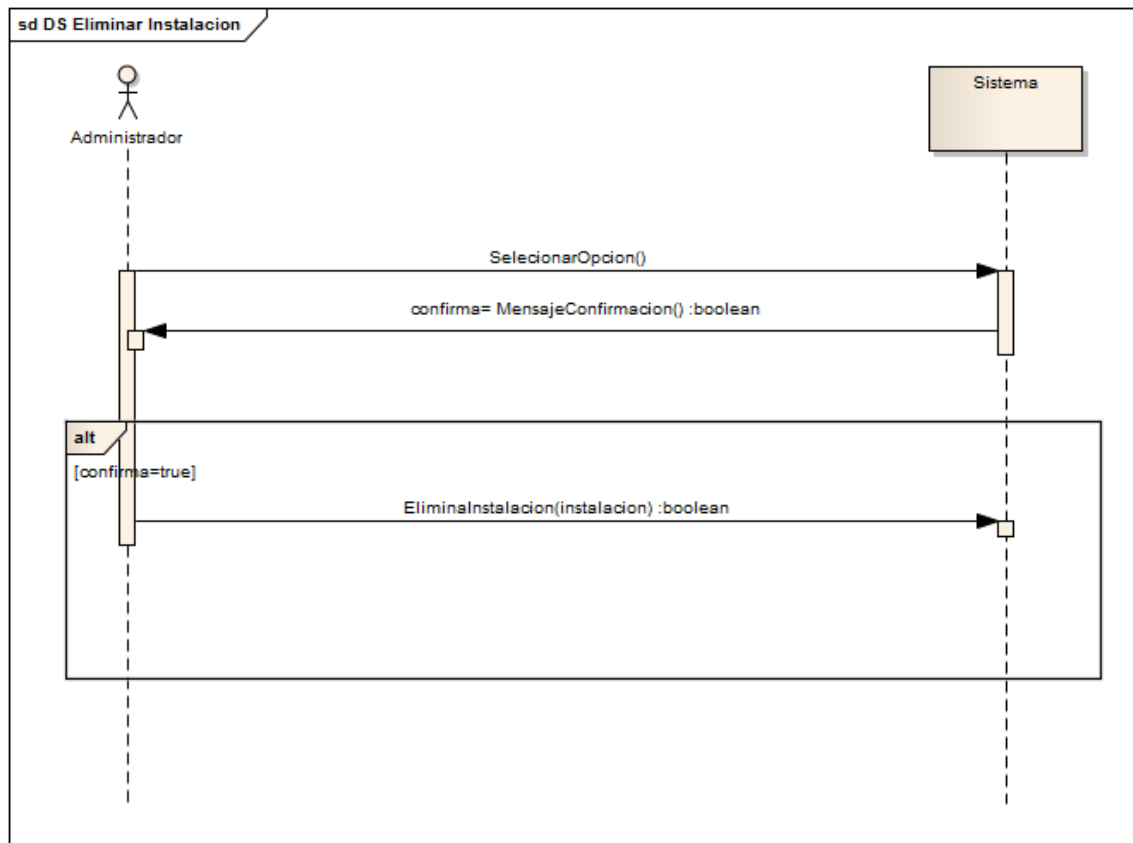 sd DS Eliminar Instalacion
Administrador
Sistema
SelecionarOpcion()
confirma= MensajeConfirmacion() :boolean
alt
[confirma=true]
EliminaInstalacion(instalacion) :boolean